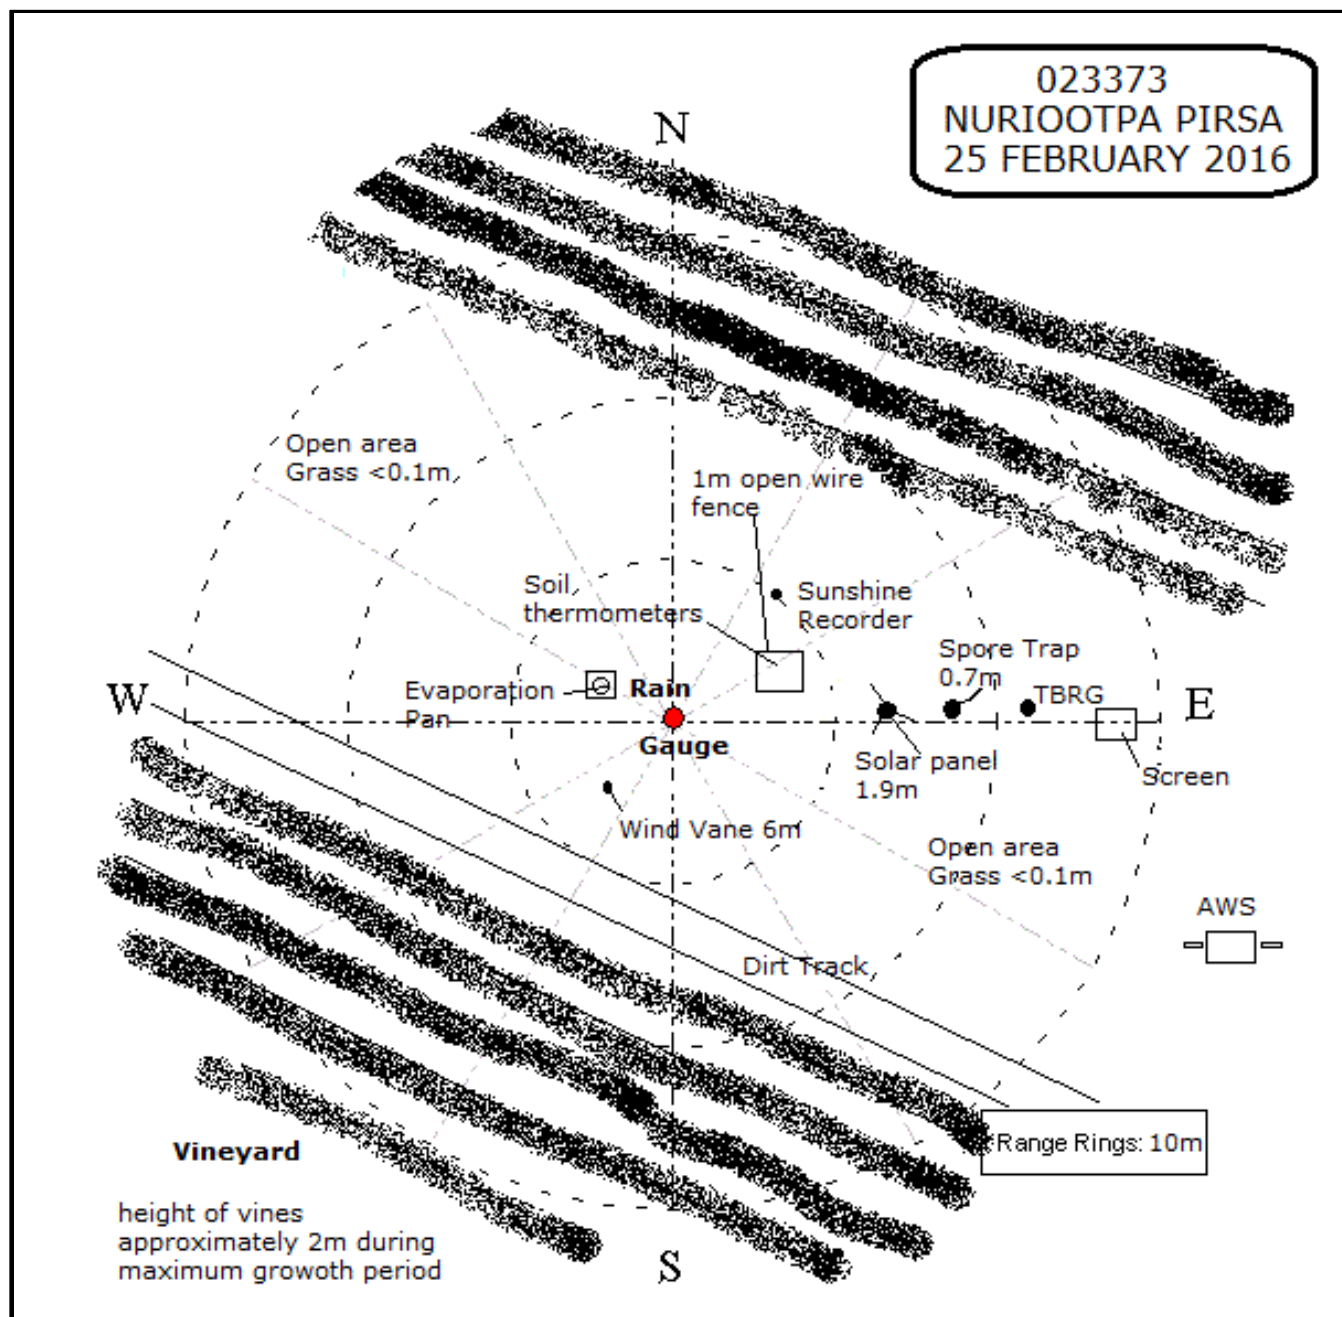 023373
NURIOOTPA PIRSA
25 FEBRUARY 2016
N
Open area
Grass <0.1m
1m open wire
fence
Soil
thermometers
Sunshine
Recorder
Spore Trap
0.7m
TBRG
W
Evaporation
Pan
Rain
Gauge
E
Solar panel
1.9m
Screen
Wind Vane 6m
Open area
Grass <0.1m
AWS
Dirt Track
Range Rings: 10m
Vineyard
height of vines
approximately 2m during
maximum growoth period
S